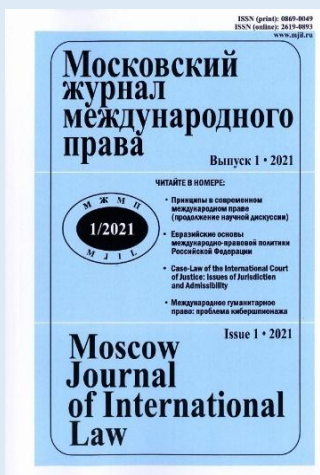 ISSN (print): 0869-0049
ISSN (online): 2619-0893
www.mjil.ru
Московский
журнал
международного
права
Выпуск 1 • 2021
ЧИТАЙТЕ В НОМЕРЕ:
М Ж М П
1/2021
M J I L
• Принципы в современном
международном праве
(продолжение научной дискуссии)
• Евразийские основы
международно-правовой политики
Российской Федерации
• Case-Law of the International Court
of Justice: Issues of Jurisdiction
and Admissibility
• Международное гуманитарное
право: проблема кибершпионажа
Issue 1 • 2021
Moscow
Journal
of International
Law